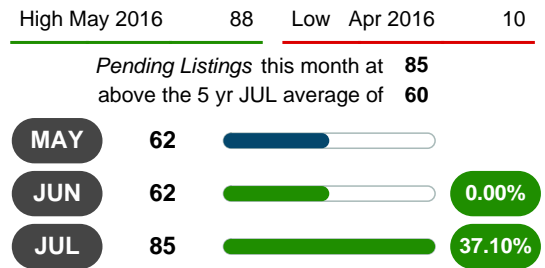 High May 2016 88 Low Apr 2016 10
Pending Listings this month at 85
above the 5 yr JUL average of 60
MAY 62
JUN 62 0.00%
JUL 85 37.10%